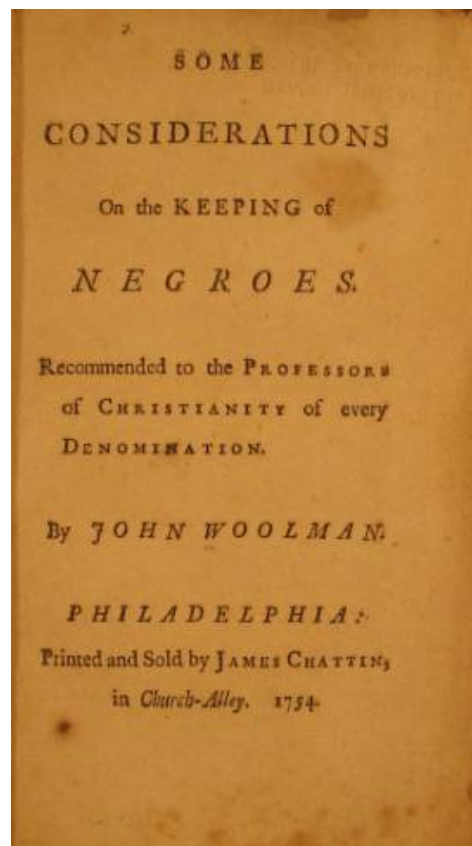 SOME
CONSIDERATIONS
On the KEEPING of
NEGROES.
Recommended to the PROFESSORS
of CHRISTIANITY of every
DENOMINATION.
By JOHN WOOLMAN.
PHILADELPHIA:
Printed and Sold by JAMES CHATTIN,
in Church-Alley. 1754.